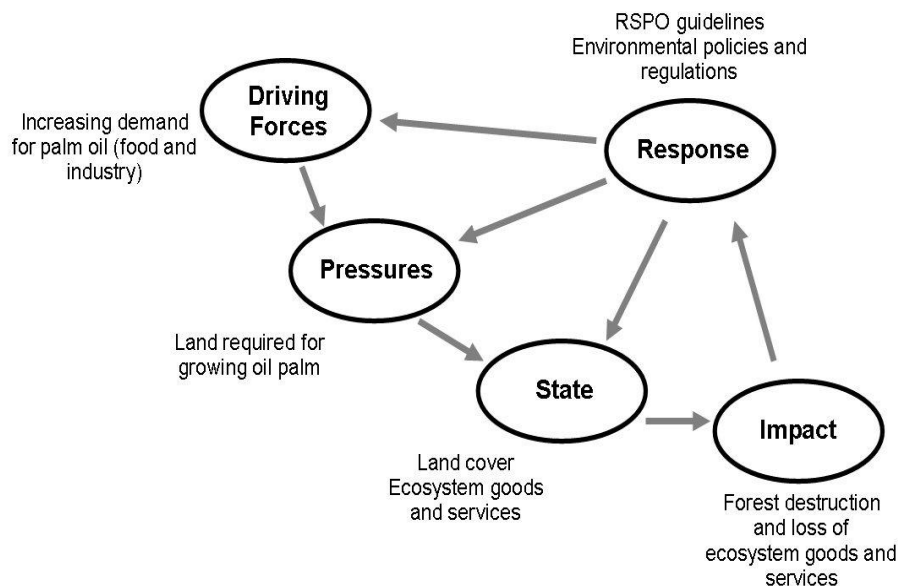 RSPO guidelines
Environmental policies and
regulations
Driving
Forces
Increasing demand
for palm oil (food and
industry)
Response
Pressures
Land required for
growing oil palm
State
Land cover
Ecosystem goods
and services
Impact
Forest destruction
and loss of
ecosystem goods and
services